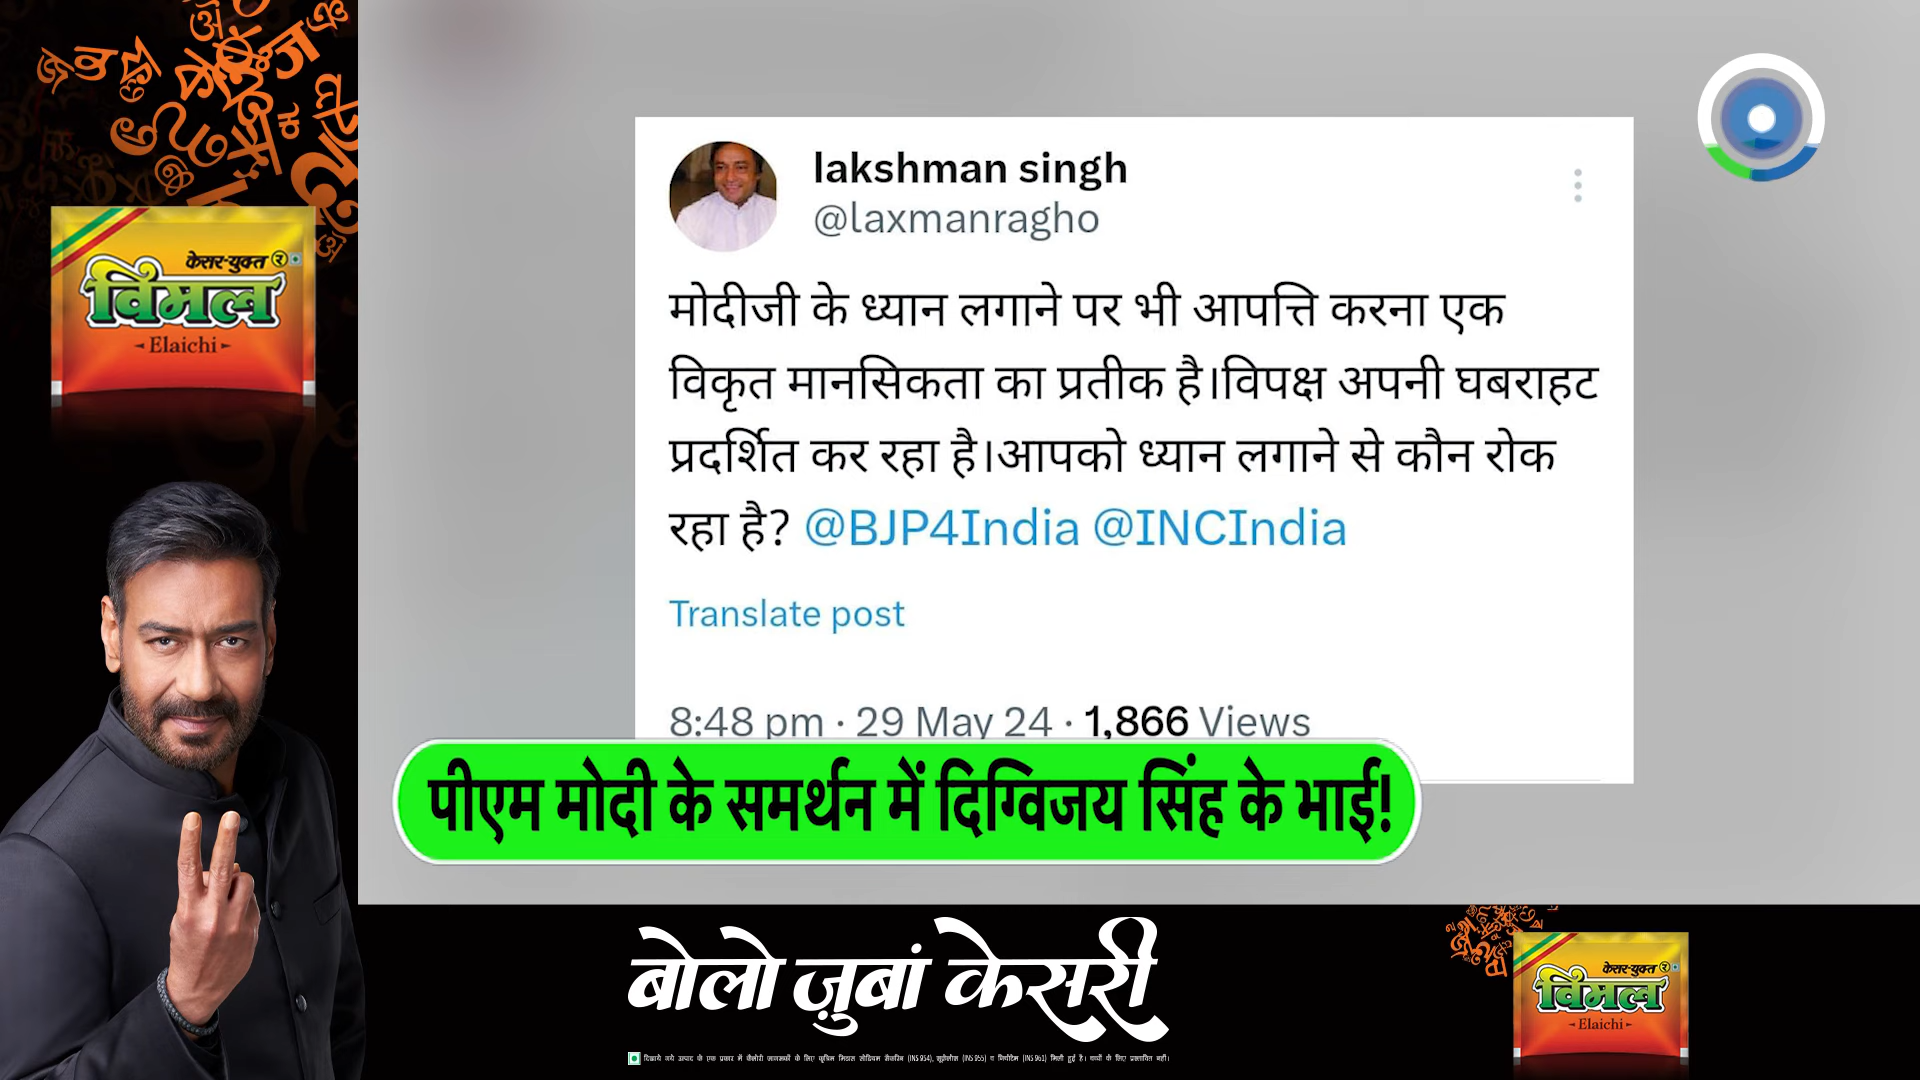 केसर-युक्त
विमल
Elaichi
lakshman singh
@laxmanragho
मोदीजी के ध्यान लगाने पर भी आपत्ति करना एक
विकृत मानसिकता का प्रतीक है।विपक्ष अपनी घबराहट
प्रदर्शित कर रहा है।आपको ध्यान लगाने से कौन रोक
रहा है? @BJP4India @INCIndia
Translate post
8:48 pm · 29 May 24 · 1,866 Views
पीएम मोदी के समर्थन में दिग्विजय सिंह के भाई!
बोलो ज़ुबां केसरी
केसर-युक्त
विमल
Elaichi